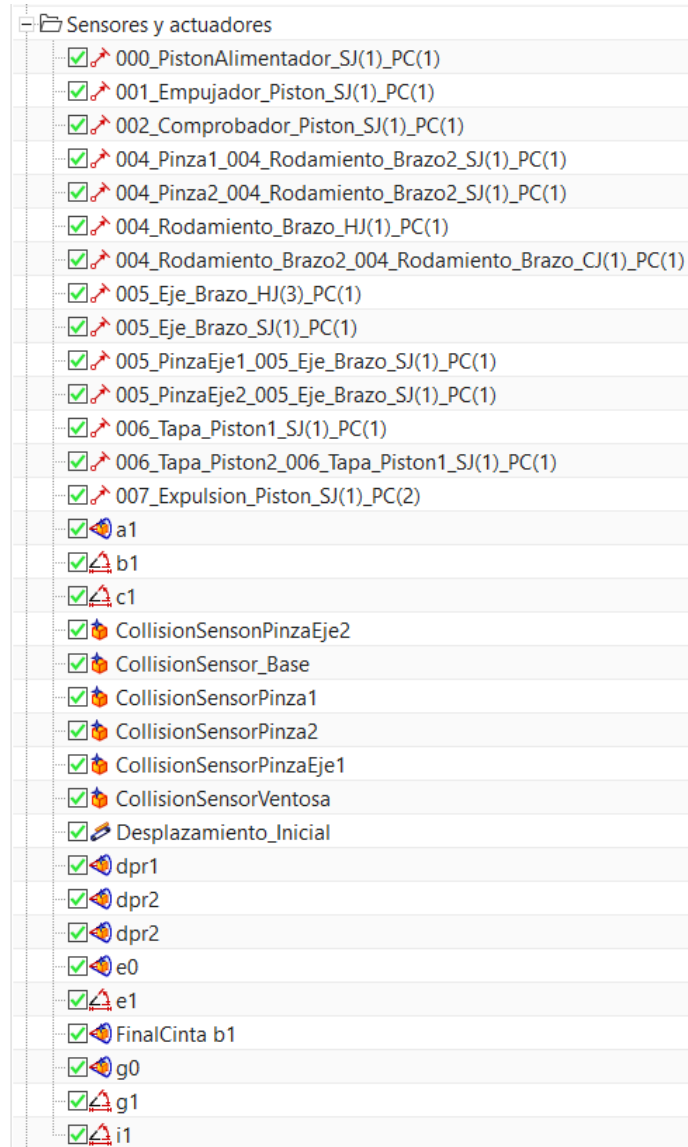 Sensores y actuadores
000_PistonAlimentador_SJ(1)_PC(1)
001_Empujador_Piston_SJ(1)_PC(1)
002_Comprobador_Piston_SJ(1)_PC(1)
004_Pinza1_004_Rodamiento_Brazo2_SJ(1)_PC(1)
004_Pinza2_004_Rodamiento_Brazo2_SJ(1)_PC(1)
004_Rodamiento_Brazo_HJ(1)_PC(1)
004_Rodamiento_Brazo2_004_Rodamiento_Brazo_CJ(1)_PC(1)
005_Eje_Brazo_HJ(3)_PC(1)
005_Eje_Brazo_SJ(1)_PC(1)
005_PinzaEje1_005_Eje_Brazo_SJ(1)_PC(1)
005_PinzaEje2_005_Eje_Brazo_SJ(1)_PC(1)
006_Tapa_Piston1_SJ(1)_PC(1)
006_Tapa_Piston2_006_Tapa_Piston1_SJ(1)_PC(1)
007_Expulsion_Piston_SJ(1)_PC(2)
a1
b1
c1
CollisionSensonPinzaEje2
CollisionSensor_Base
CollisionSensorPinza1
CollisionSensorPinza2
CollisionSensorPinzaEje1
CollisionSensorVentosa
Desplazamiento_Inicial
dpr1
dpr2
dpr2
e0
e1
FinalCinta b1
g0
g1
i1